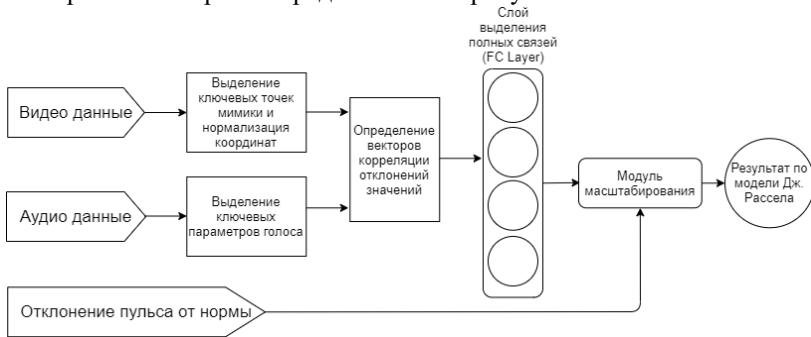 Слой
выделения
полных связей
(FC Layer)
Видео данные
Выделение
ключевых точек
мимики и
нормализация
координат
Определение
векторов
корреляции
отклонений
значений
Модуль
масштабирования
Результат по
модели Дж.
Рассела
Аудио данные
Выделение
ключевых
параметров голоса
Отклонение пульса от нормы